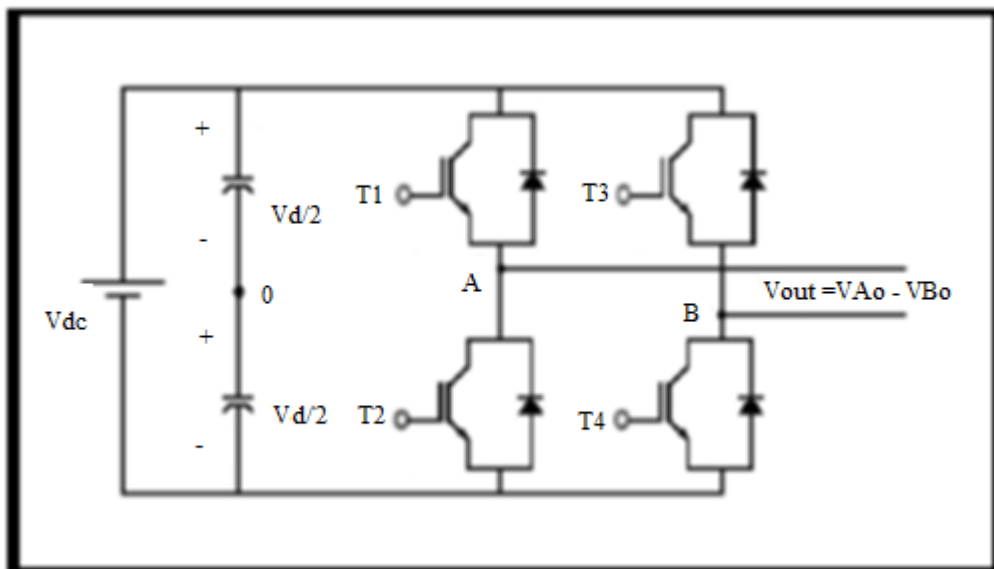 +
T1
T3
Vd/2
-
A
Vout =VAo - VBo
0
Vdc
B
+
Vd/2
T2
T4
-